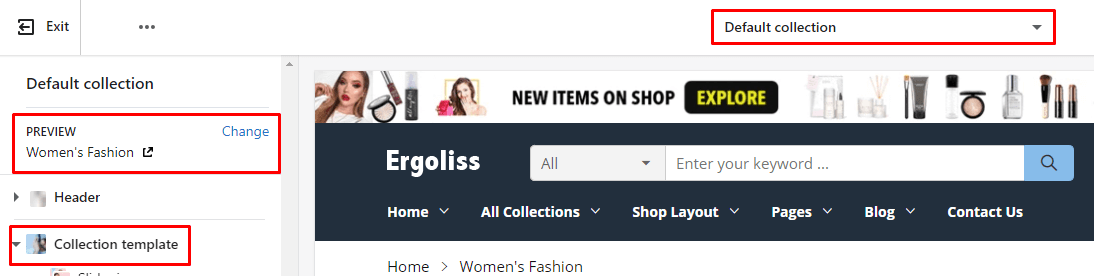 Exit
Default collection
Default collection
PREVIEW
Change
Women's Fashion
Header
Collection template
NEW ITEMS ON SHOP EXPLORE
Ergoliss
All
Enter your keyword ...
Home All Collections Shop Layout Pages Blog Contact Us
Home > Women's Fashion